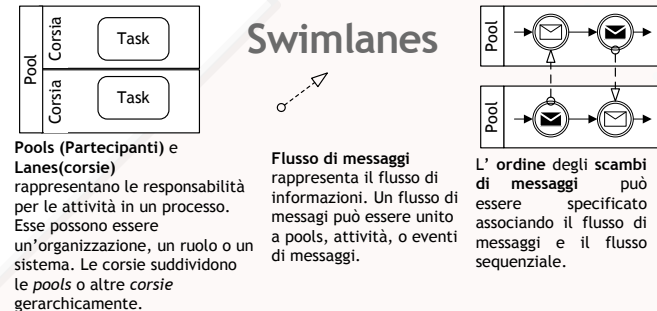 Swimlanes
Pool
Corsia
Task
Corsia
Task
Pools (Partecipanti) e
Lanes(corsie)
rappresentano le responsabilità
per le attività in un processo.
Esse possono essere
un’organizzazione, un ruolo o un
sistema. Le corsie suddividono
le pools o altre corsie
gerarchicamente.
Flusso di messaggi
rappresenta il flusso di
informazioni. Un flusso di
messagi può essere unito
a pools, attività, o eventi
di messaggi.
Pool
Pool
L’ ordine degli scambi
di messaggi può
essere specificato
associando il flusso di
messaggi e il flusso
sequenziale.